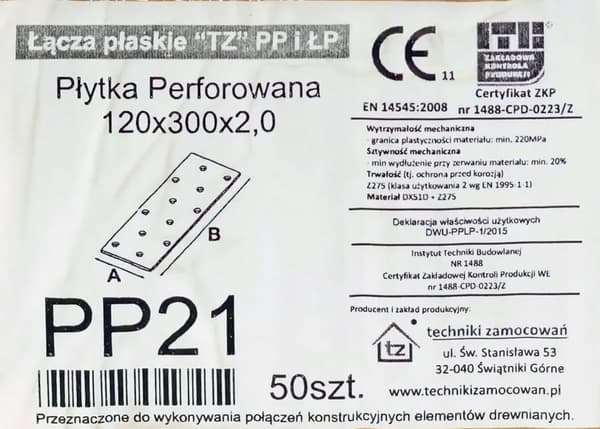 Łącza płaskie "TZ" PP i ŁP
Płytka Perforowana
120x300x2,0
A
B
PP21
50szt.
CE
11
EN 14545:2008
ITB
ZAKŁADOWA
KONTROLA
PRODUKCJI
Certyfikat ZKP
nr 1488-CPD-0223/Z
Wytrzymałość mechaniczna
- granica plastyczności materiału: min. 220MPa
Sztywność mechaniczna
- min wydłużenie przy zerwaniu materiału: min. 20%
Trwałość (tj. ochrona przed korozją)
Z275 (klasa użytkowania 2 wg EN 1995-1-1)
Materiał DX51D + Z275
Deklaracja właściwości użytkowych
DWU-PPLP-1/2015
Instytut Techniki Budowlanej
NR 1488
Certyfikat Zakładowej Kontroli Produkcji WE
nr 1488-CPD-0223/Z
Producent i zakład produkcyjny:
tz
techniki zamocowań
ul. Św. Stanisława 53
32-040 Świątniki Górne
www.technikizamocowan.pl
Przeznaczone do wykonywania połączeń konstrukcyjnych elementów drewnianych.